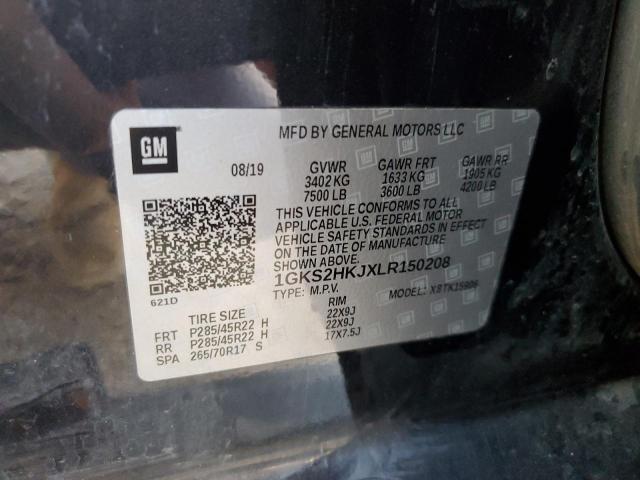 MFD BY GENERAL MOTORS LLC
GM
08/19 GVWR GAWR FRT GAWR RR
3402 KG 1633 KG 1905 KG
7500 LB 3600 LB 4200 LB
THIS VEHICLE CONFORMS TO ALL
APPLICABLE U.S. FEDERAL MOTOR
VEHICLE SAFETY STANDARDS IN EFFECT
ON THE DATE OF MANUFACTURE
SHOWN ABOVE.
1GKS2HKJXLR150208
621D TYPE: M.P.V. MODEL:
TIRE SIZE RIM
FRT P285/45R22 H 22X9J
RR P285/45R22 H 22X9J
SPA 265/70R17 S 17X7.5J